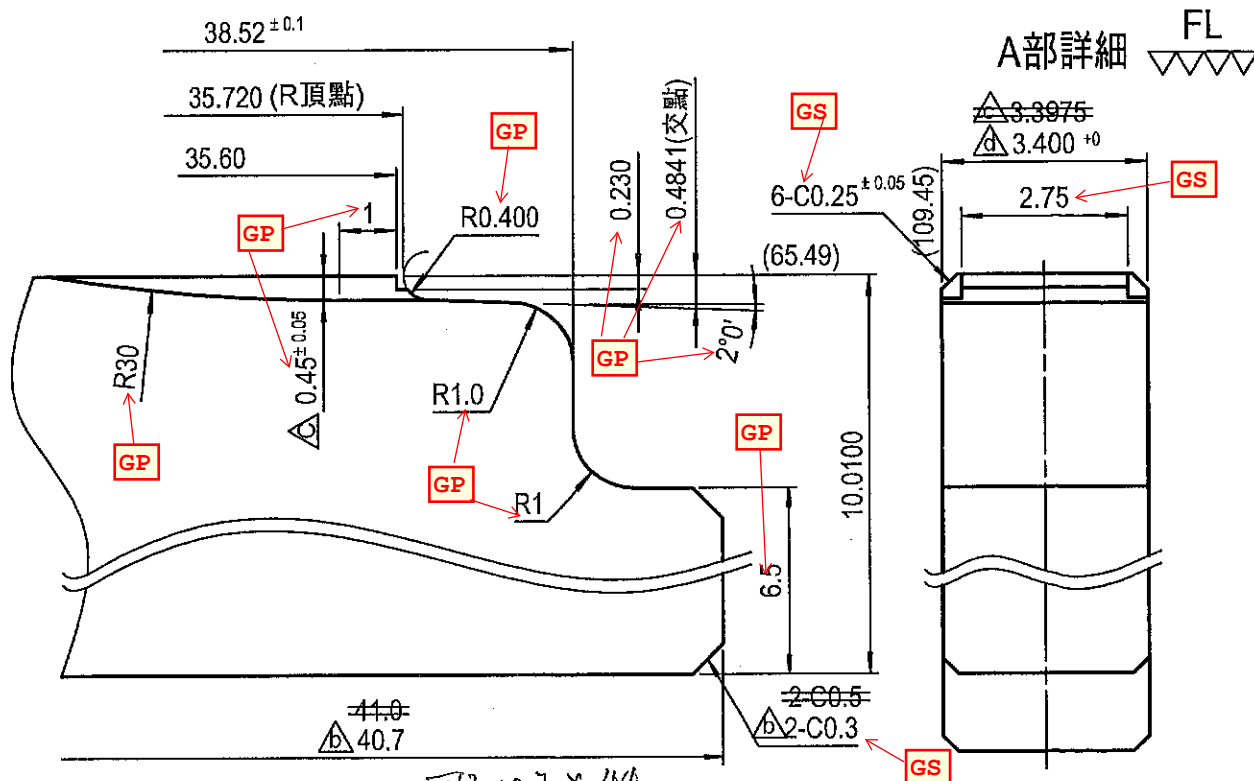 38.52 ±0.1
A部詳細
FL
35.720 (R頂點)
GP
GS
c 3.3975
d 3.400 +0
35.60
1
R0.400
0.230
0.4841(交點)
6-C0.25 ±0.05
(109.45)
2.75
GS
GP
(65.49)
R30
c 0.45 ±0.05
R1.0
GP
2°0'
GP
GP
GP
R1
10.0100
6.5
41.0
b 40.7
2-C0.5
b 2-C0.3
GS